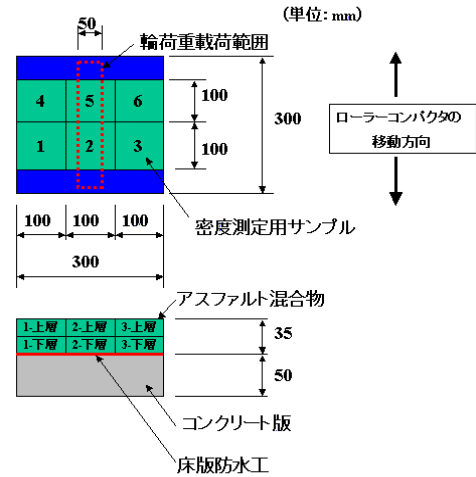 (単位：mm)
50
輪荷重載荷範囲
4 5 6
1 2 3
100
100
300
ローラーコンパクタの
移動方向
密度測定用サンプル
100 100 100
300
アスファルト混合物
1-上層 2-上層 3-上層
1-下層 2-下層 3-下層
35
50
コンクリート版
床版防水工